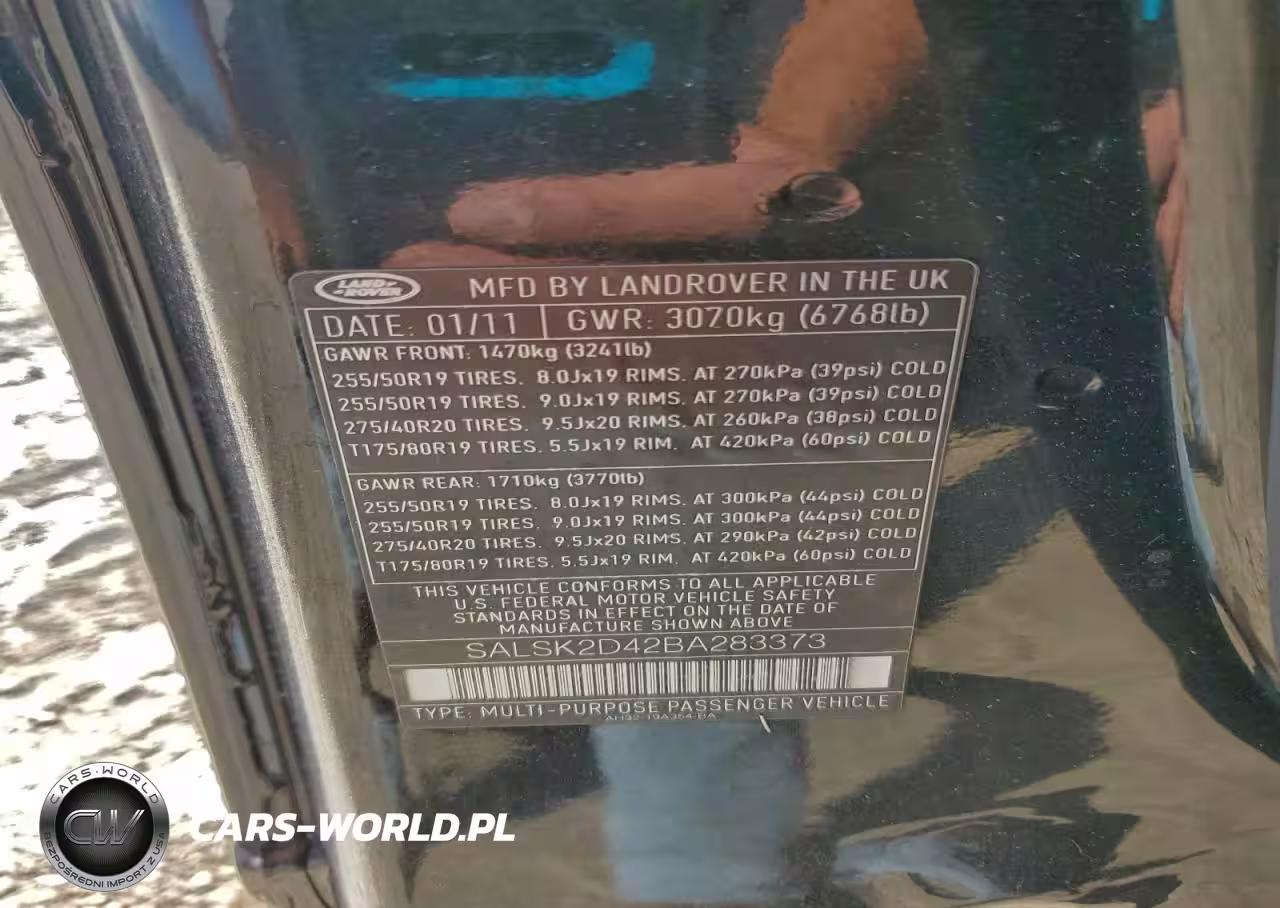 LAND ROVER
MFD BY LANDROVER IN THE UK
DATE: 01/11 GWR: 3070kg (6768lb)
GAWR FRONT: 1470kg (3241lb)
255/50R19 TIRES. 8.0Jx19 RIMS. AT 270kPa (39psi) COLD
255/50R19 TIRES. 9.0Jx19 RIMS. AT 270kPa (39psi) COLD
275/40R20 TIRES. 9.5Jx20 RIMS. AT 260kPa (38psi) COLD
T175/80R19 TIRES. 5.5Jx19 RIM. AT 420kPa (60psi) COLD
GAWR REAR: 1710kg (3770lb)
255/50R19 TIRES. 8.0Jx19 RIMS. AT 300kPa (44psi) COLD
255/50R19 TIRES. 9.0Jx19 RIMS. AT 300kPa (44psi) COLD
275/40R20 TIRES. 9.5Jx20 RIMS. AT 290kPa (42psi) COLD
T175/80R19 TIRES. 5.5Jx19 RIM. AT 420kPa (60psi) COLD
THIS VEHICLE CONFORMS TO ALL APPLICABLE
U.S. FEDERAL MOTOR VEHICLE SAFETY
STANDARDS IN EFFECT ON THE DATE OF
MANUFACTURE SHOWN ABOVE
SALSK2D42BA283373
TYPE: MULTI-PURPOSE PASSENGER VEHICLE
CARS-WORLD
CW
BEZPOŚREDNI IMPORT Z USA
CARS-WORLD.PL